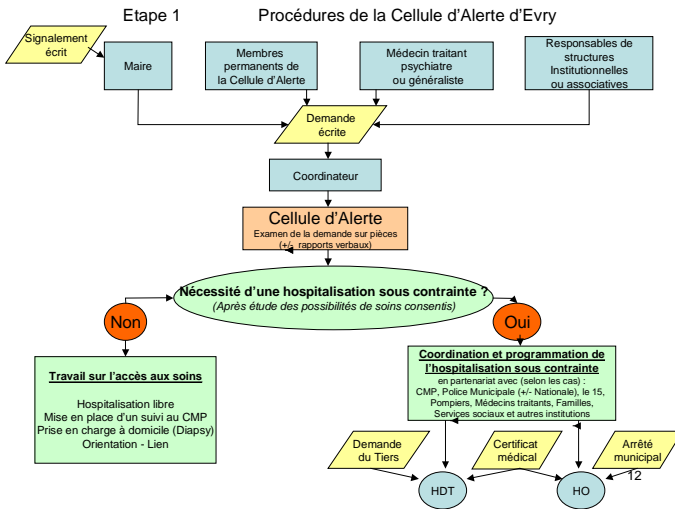 Etape 1
Procédures de la Cellule d'Alerte d'Evry
Signalement
écrit
Maire
Membres
permanents de
la Cellule d'Alerte
Médecin traitant
psychiatre
ou généraliste
Responsables de
structures
Institutionnelles
ou associatives
Demande
écrite
Coordinateur
Cellule d'Alerte
Examen de la demande sur pièces
(+/- rapports verbaux)
Nécessité d'une hospitalisation sous contrainte ?
(Après étude des possibilités de soins consentis)
Non
Oui
Travail sur l'accès aux soins
Hospitalisation libre
Mise en place d'un suivi au CMP
Prise en charge à domicile (Diapsy)
Orientation - Lien
Coordination et programmation de
l'hospitalisation sous contrainte
en partenariat avec (selon les cas) :
CMP, Police Municipale (+/- Nationale), le 15,
Pompiers, Médecins traitants, Familles,
Services sociaux et autres institutions
Demande
du Tiers
Certificat
médical
Arrêté
municipal
12
HDT
HO